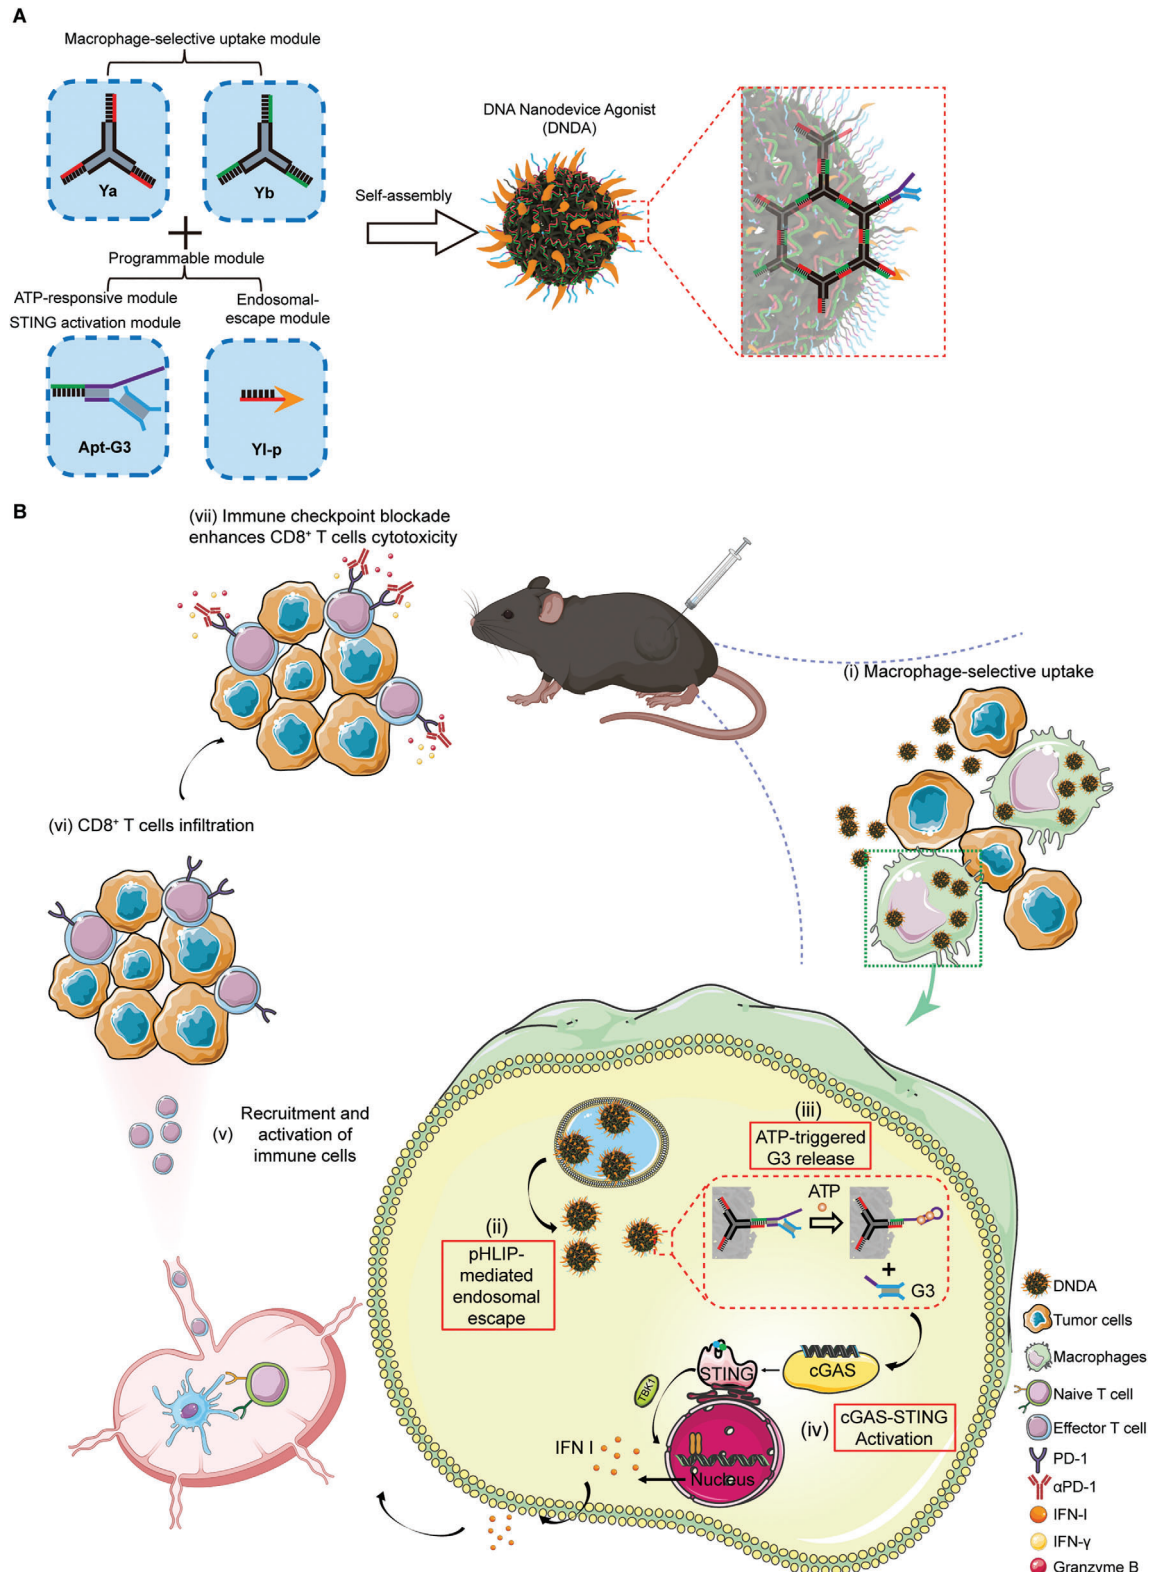 A
Macrophage-selective uptake module
Ya
Yb
Programmable module
ATP-responsive module
STING activation module
Endosomal-
escape module
Apt-G3
YI-p
Self-assembly
DNA Nanodevice Agonist
(DNDA)
B
(vii) Immune checkpoint blockade
enhances CD8⁺ T cells cytotoxicity
(i) Macrophage-selective uptake
(vi) CD8⁺ T cells infiltration
(v)
Recruitment and
activation of
immune cells
(ii)
pHLIP-
mediated
endosomal
escape
(iii)
ATP-triggered
G3 release
ATP
+
G3
STING
cGAS
TBK1
(iv)
cGAS-STING
Activation
IFN I
Nucleus
DNDA
Tumor cells
Macrophages
Naive T cell
Effector T cell
PD-1
αPD-1
IFN-I
IFN-γ
Granzyme B